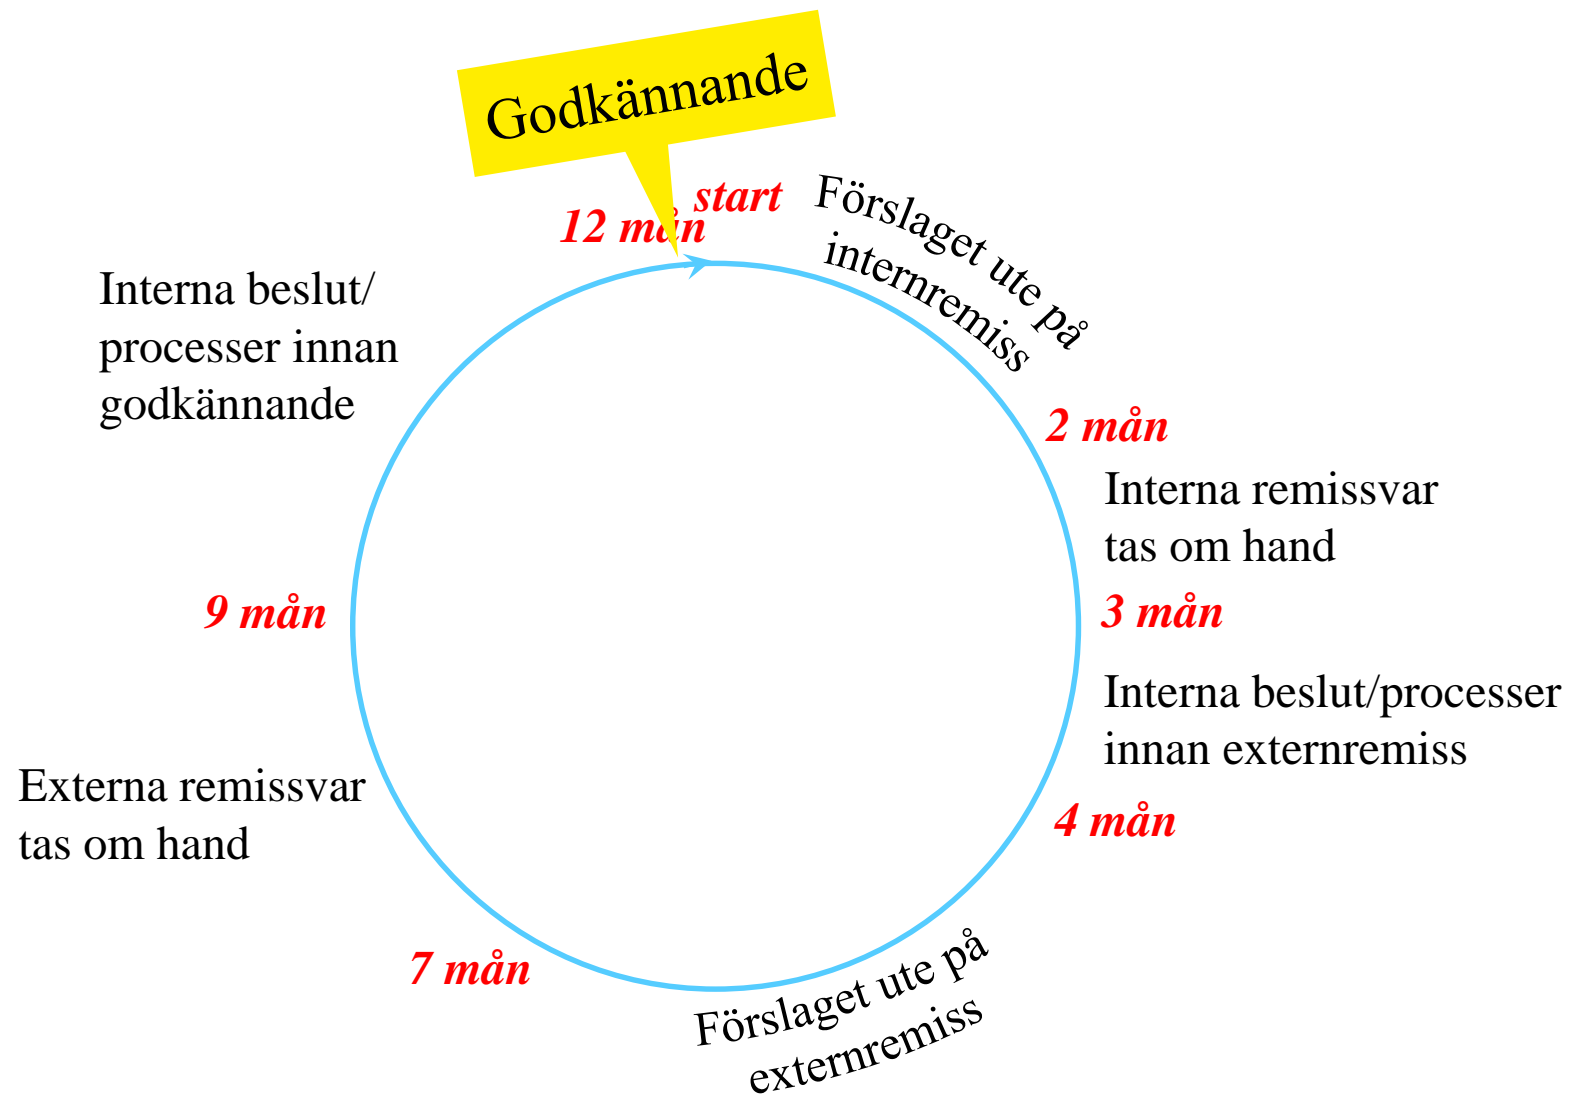 Godkännande
start
12 mån
Förslaget ute på
internremiss
2 mån
Interna remissvar
tas om hand
3 mån
Interna beslut/processer
innan externremiss
4 mån
Förslaget ute på
externremiss
7 mån
Externa remissvar
tas om hand
9 mån
Interna beslut/
processer innan
godkännande